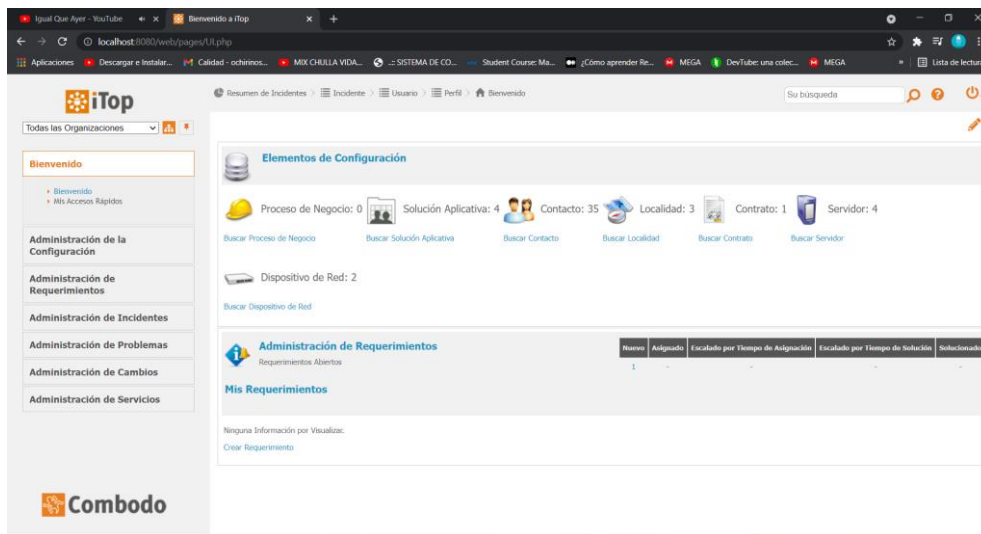 Igual Que Ayer - YouTube
Bienvenido a iTop
localhost:8080/web/pages/UI.php
Aplicaciones
Descargar e Instalar...
Calidad - ochirinos...
MIX CHULLA VIDA...
..:: SISTEMA DE CO...
Student Course: Ma...
¿Cómo aprender Re...
MEGA
DevTube: una colec...
MEGA
»
Lista de lectura
iTop
Todas las Organizaciones
Resumen de Incidentes
Incidente
Usuario
Perfil
Bienvenido
Su búsqueda
Bienvenido
Bienvenido
Mis Accesos Rápidos
Administración de la
Configuración
Administración de
Requerimientos
Administración de Incidentes
Administración de Problemas
Administración de Cambios
Administración de Servicios
Combodo
Elementos de Configuración
Proceso de Negocio: 0
Solución Aplicativa: 4
Contacto: 35
Localidad: 3
Contrato: 1
Servidor: 4
Buscar Proceso de Negocio
Buscar Solución Aplicativa
Buscar Contacto
Buscar Localidad
Buscar Contrato
Buscar Servidor
Dispositivo de Red: 2
Buscar Dispositivo de Red
Administración de Requerimientos
Requerimientos Abiertos
Nuevo Asignado Escalado por Tiempo de Asignación Escalado por Tiempo de Solución Solucionado
1 - - - -
Mis Requerimientos
Ninguna Información por Visualizar.
Crear Requerimiento